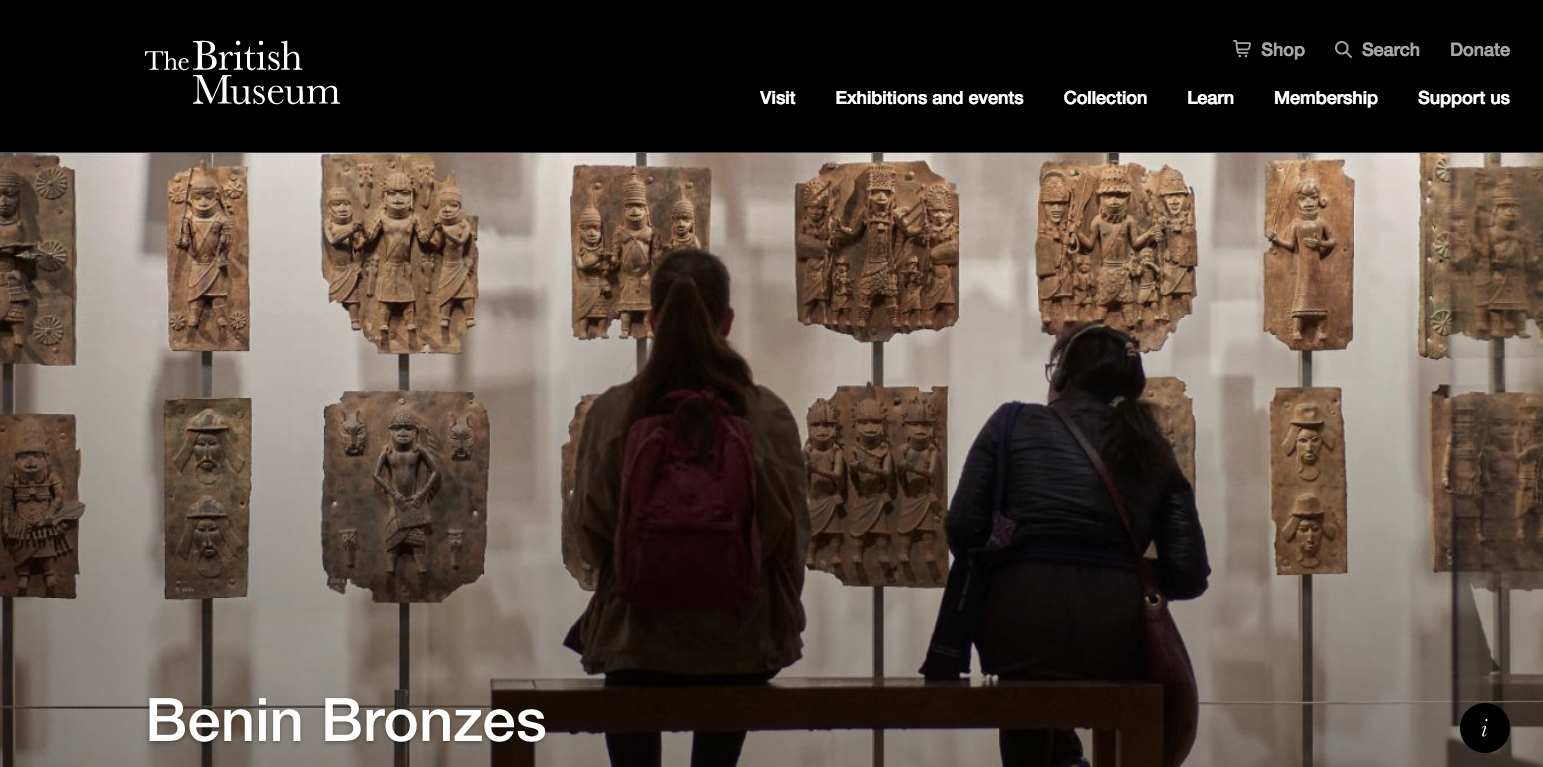 The British
Museum
Shop
Search
Donate
Visit
Exhibitions and events
Collection
Learn
Membership
Support us
Benin Bronzes
i